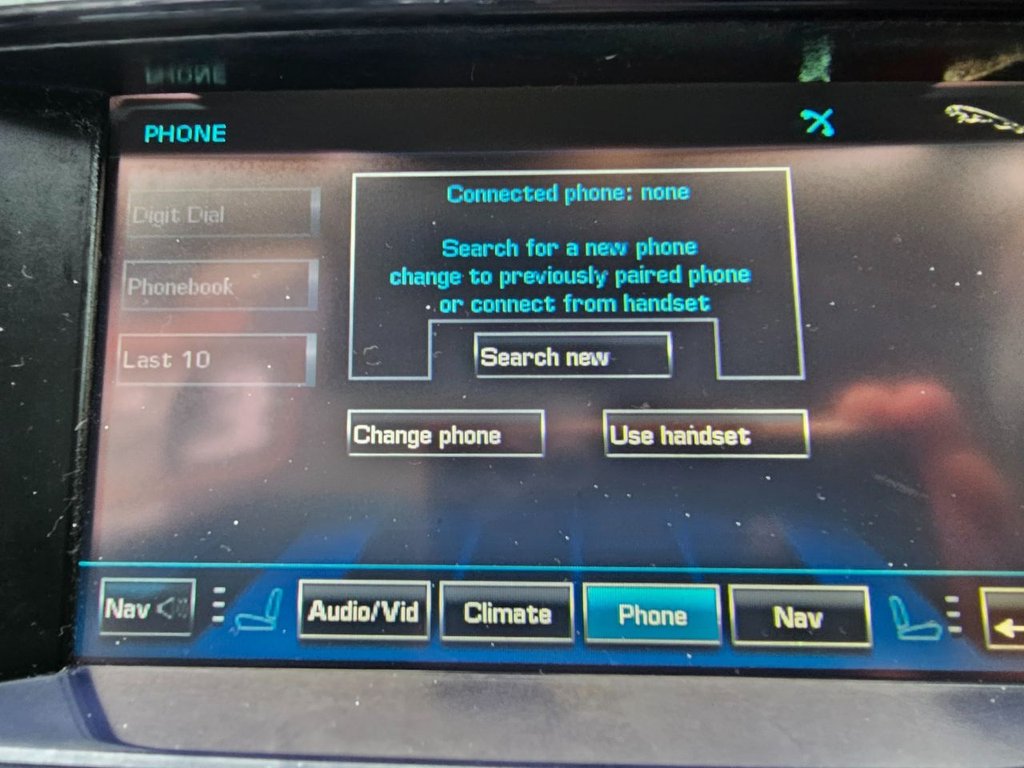 PHONE
Digit Dial
Phonebook
Last 10
Connected phone: none
Search for a new phone
change to previously paired phone
or connect from handset
Search new
Change phone
Use handset
Nav
Audio/Vid
Climate
Phone
Nav